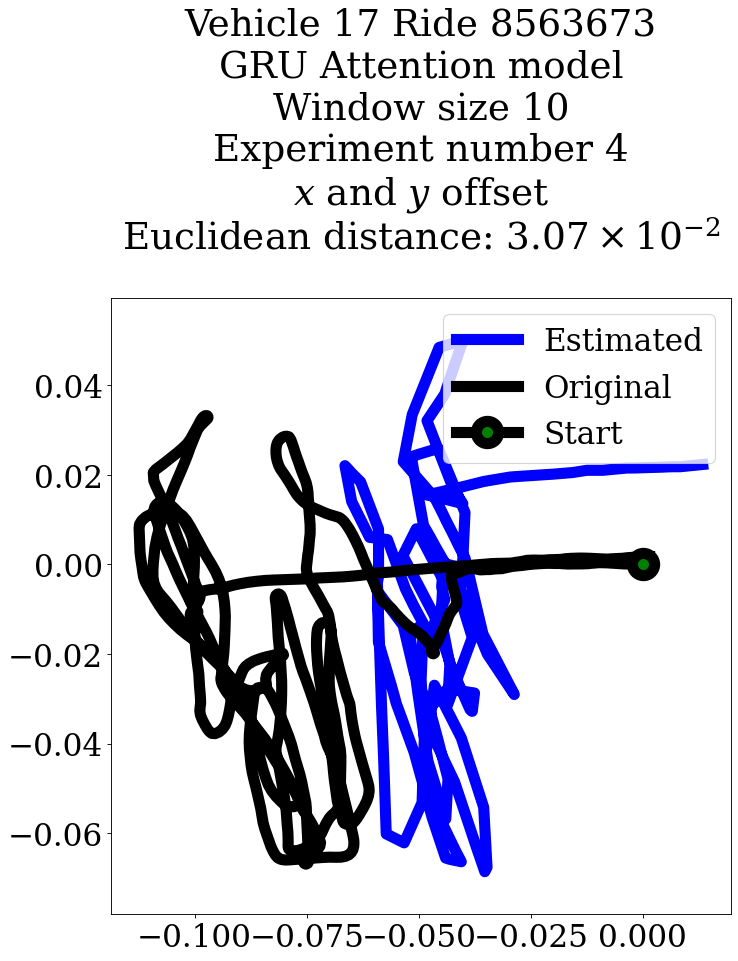 Vehicle 17 Ride 8563673
GRU Attention model
Window size 10
Experiment number 4
x and y offset
Euclidean distance: 3.07 × 10⁻²
Estimated
Original
Start
0.04
0.02
0.00
−0.02
−0.04
−0.06
−0.100 −0.075 −0.050 −0.025 0.000